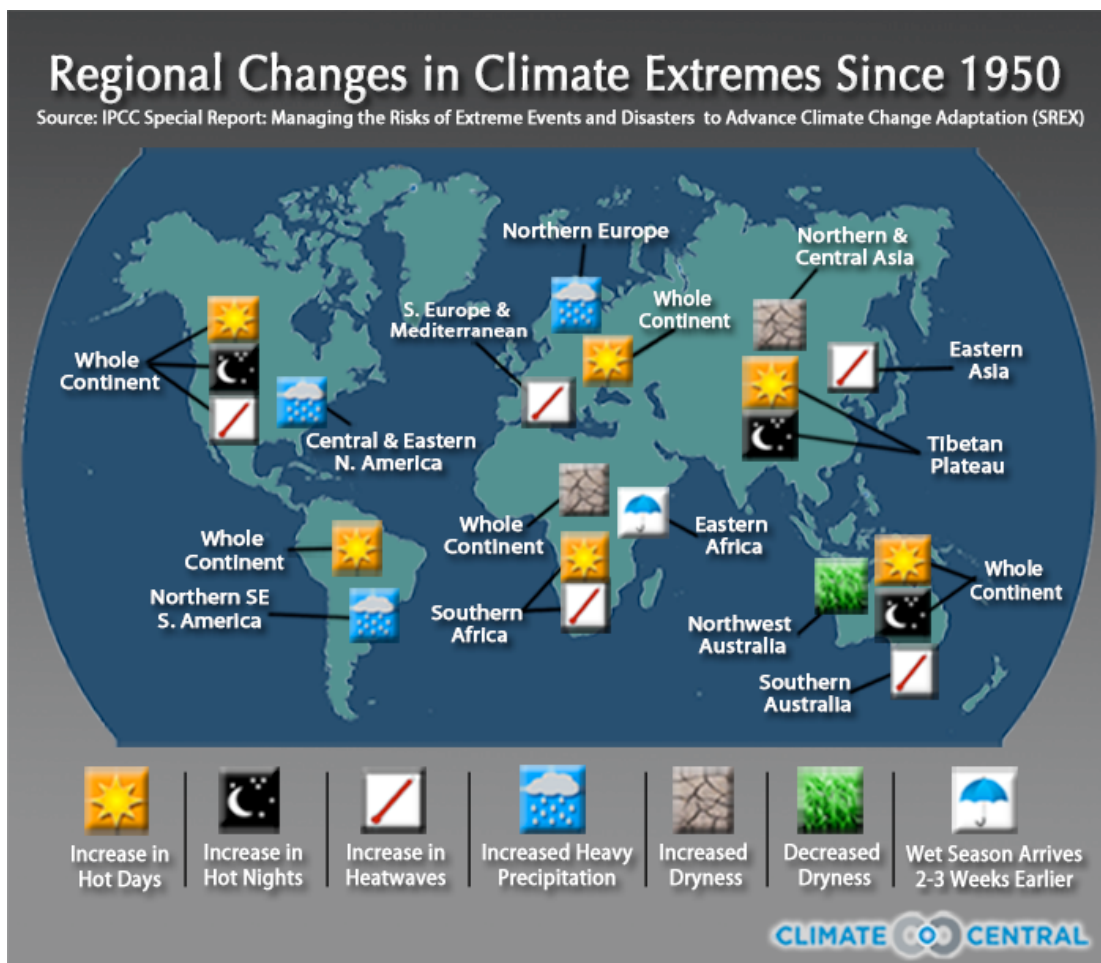 Regional Changes in Climate Extremes Since 1950
Source: IPCC Special Report: Managing the Risks of Extreme Events and Disasters to Advance Climate Change Adaptation (SREX)
Northern Europe
Northern &
Central Asia
S. Europe &
Mediterranean
Whole
Continent
Whole
Continent
Eastern
Asia
Central & Eastern
N. America
Tibetan
Plateau
Whole
Continent
Whole
Continent
Eastern
Africa
Whole
Continent
Northern SE
S. America
Southern
Africa
Northwest
Australia
Southern
Australia
Increase in
Hot Days
Increase in
Hot Nights
Increase in
Heatwaves
Increased Heavy
Precipitation
Increased
Dryness
Decreased
Dryness
Wet Season Arrives
2-3 Weeks Earlier
CLIMATE CENTRAL